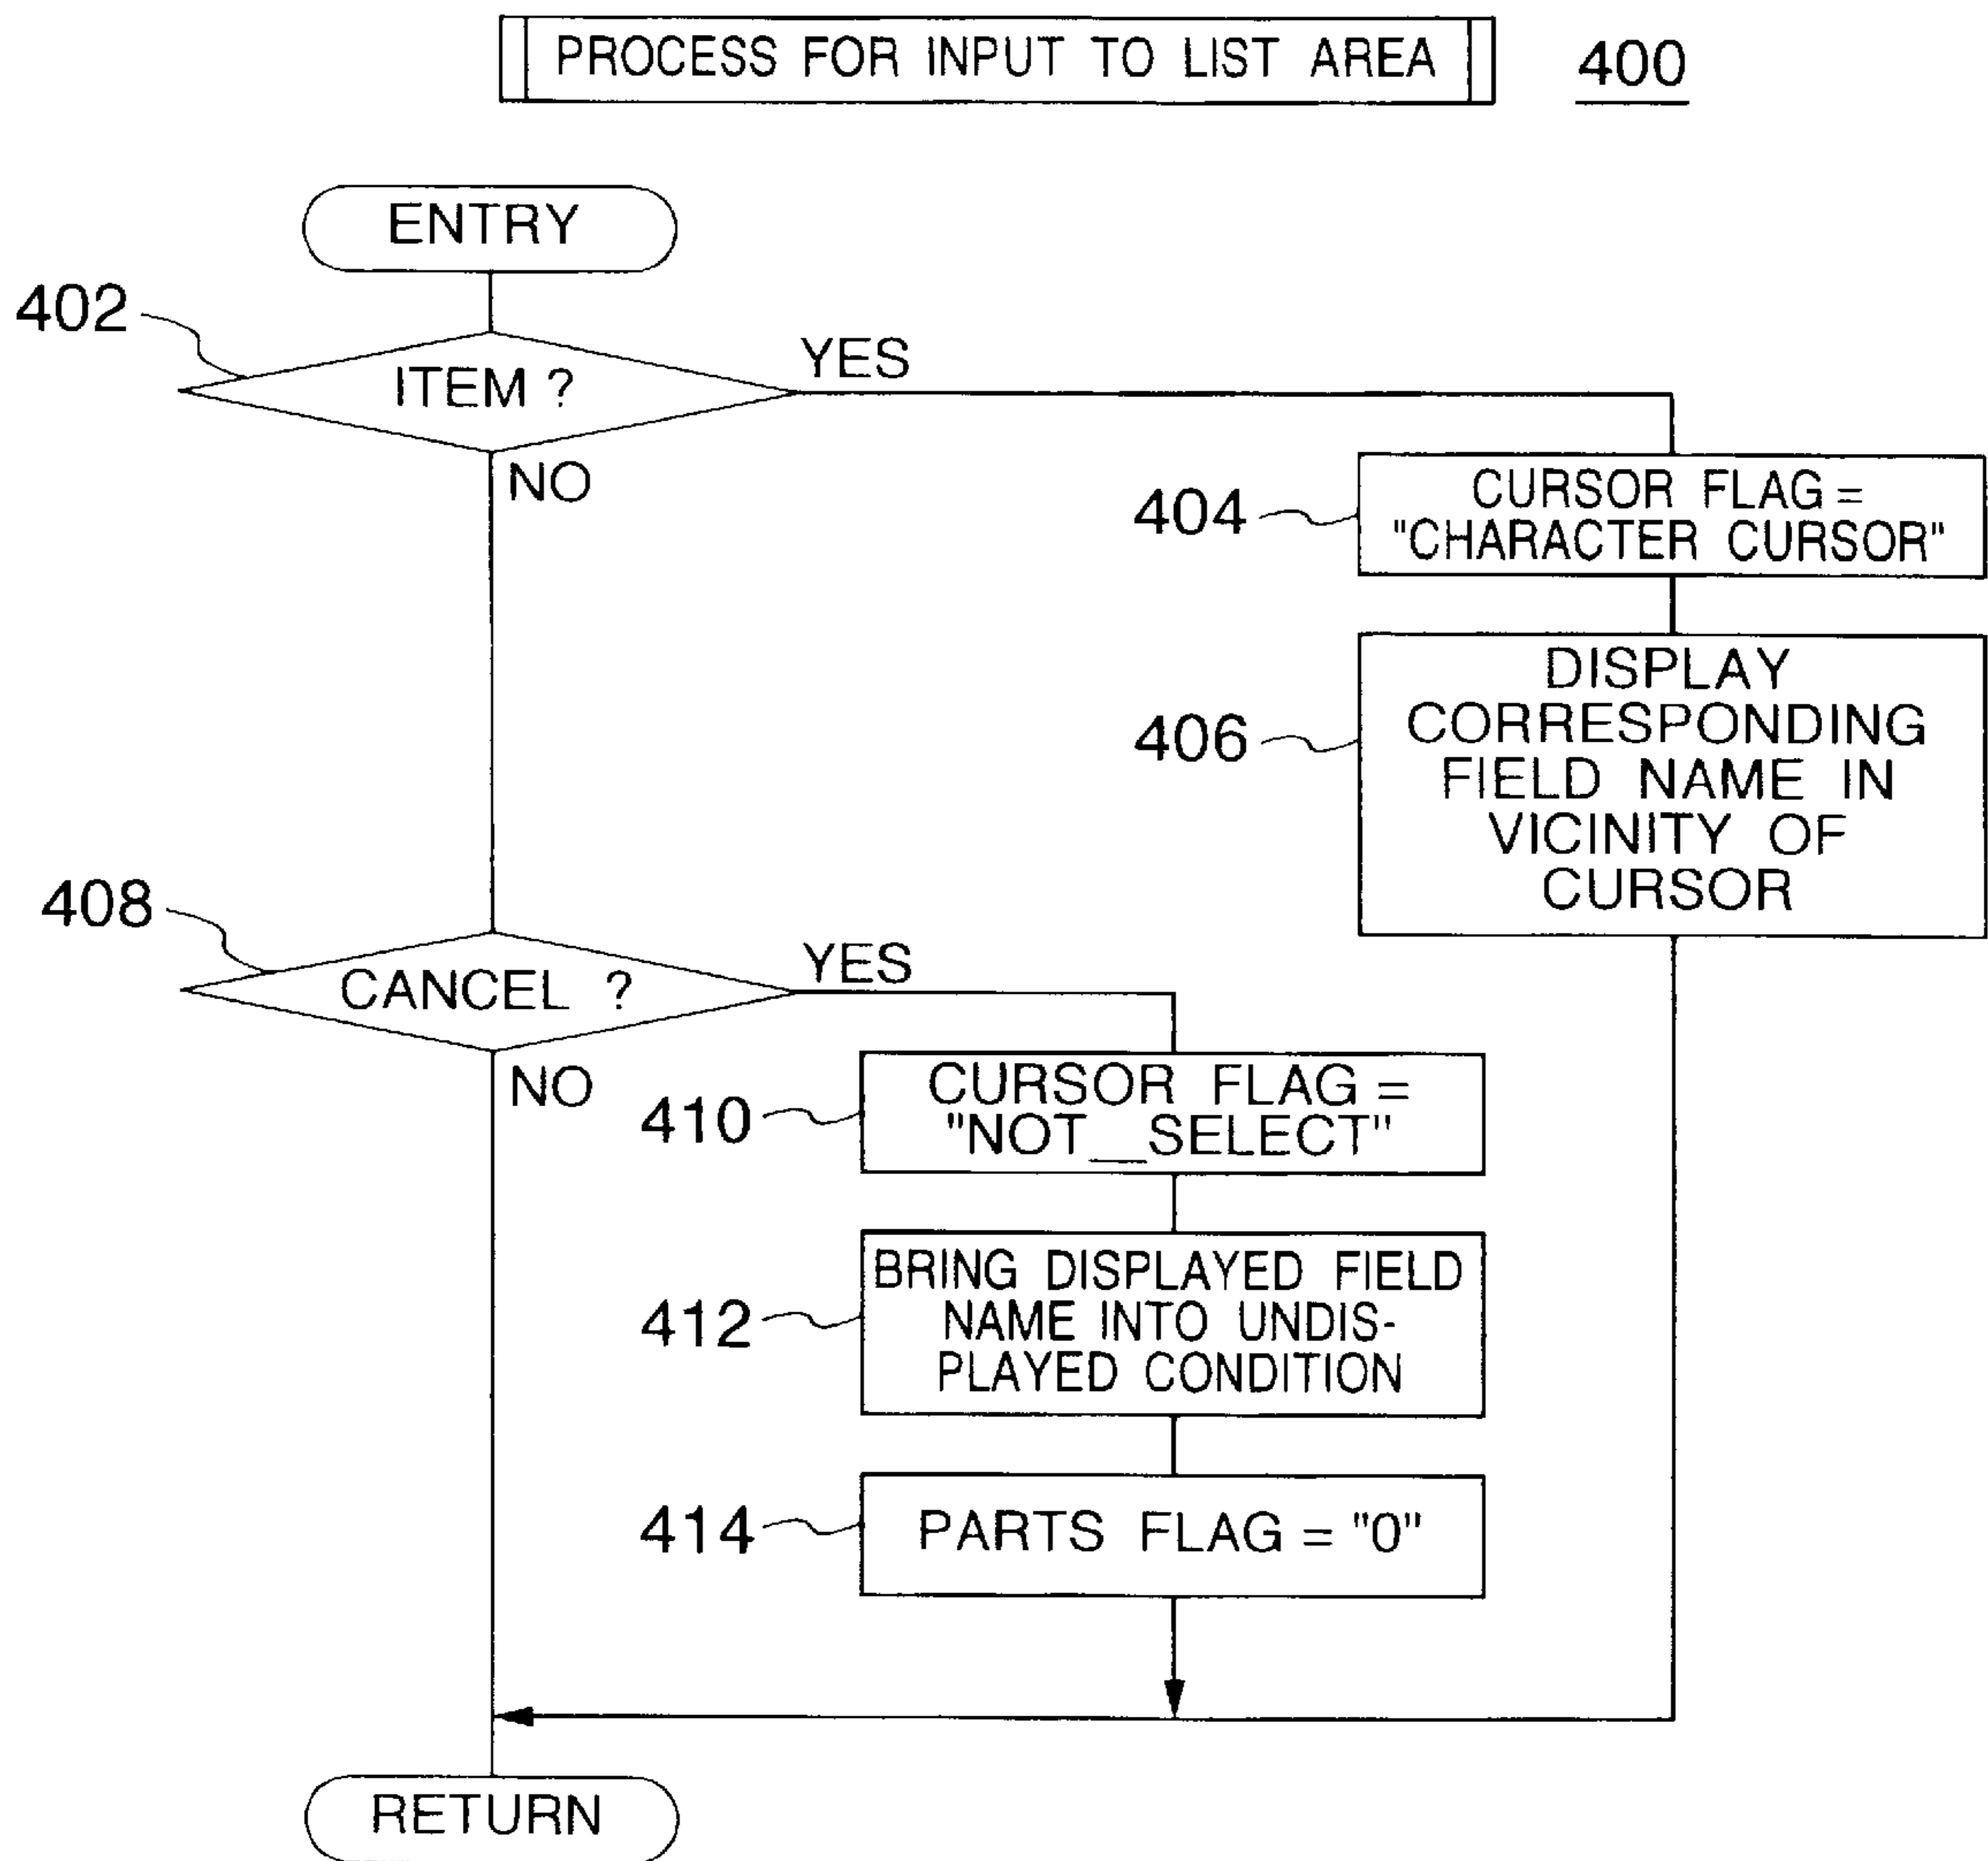 PROCESS FOR INPUT TO LIST AREA
400
ENTRY
402
ITEM ?
YES
NO
404
CURSOR FLAG =
"CHARACTER CURSOR"
406
DISPLAY
CORRESPONDING
FIELD NAME IN
VICINITY OF
CURSOR
408
CANCEL ?
YES
NO
410
CURSOR FLAG =
"NOT_SELECT"
412
BRING DISPLAYED FIELD
NAME INTO UNDIS-
PLAYED CONDITION
414
PARTS FLAG = "0"
RETURN